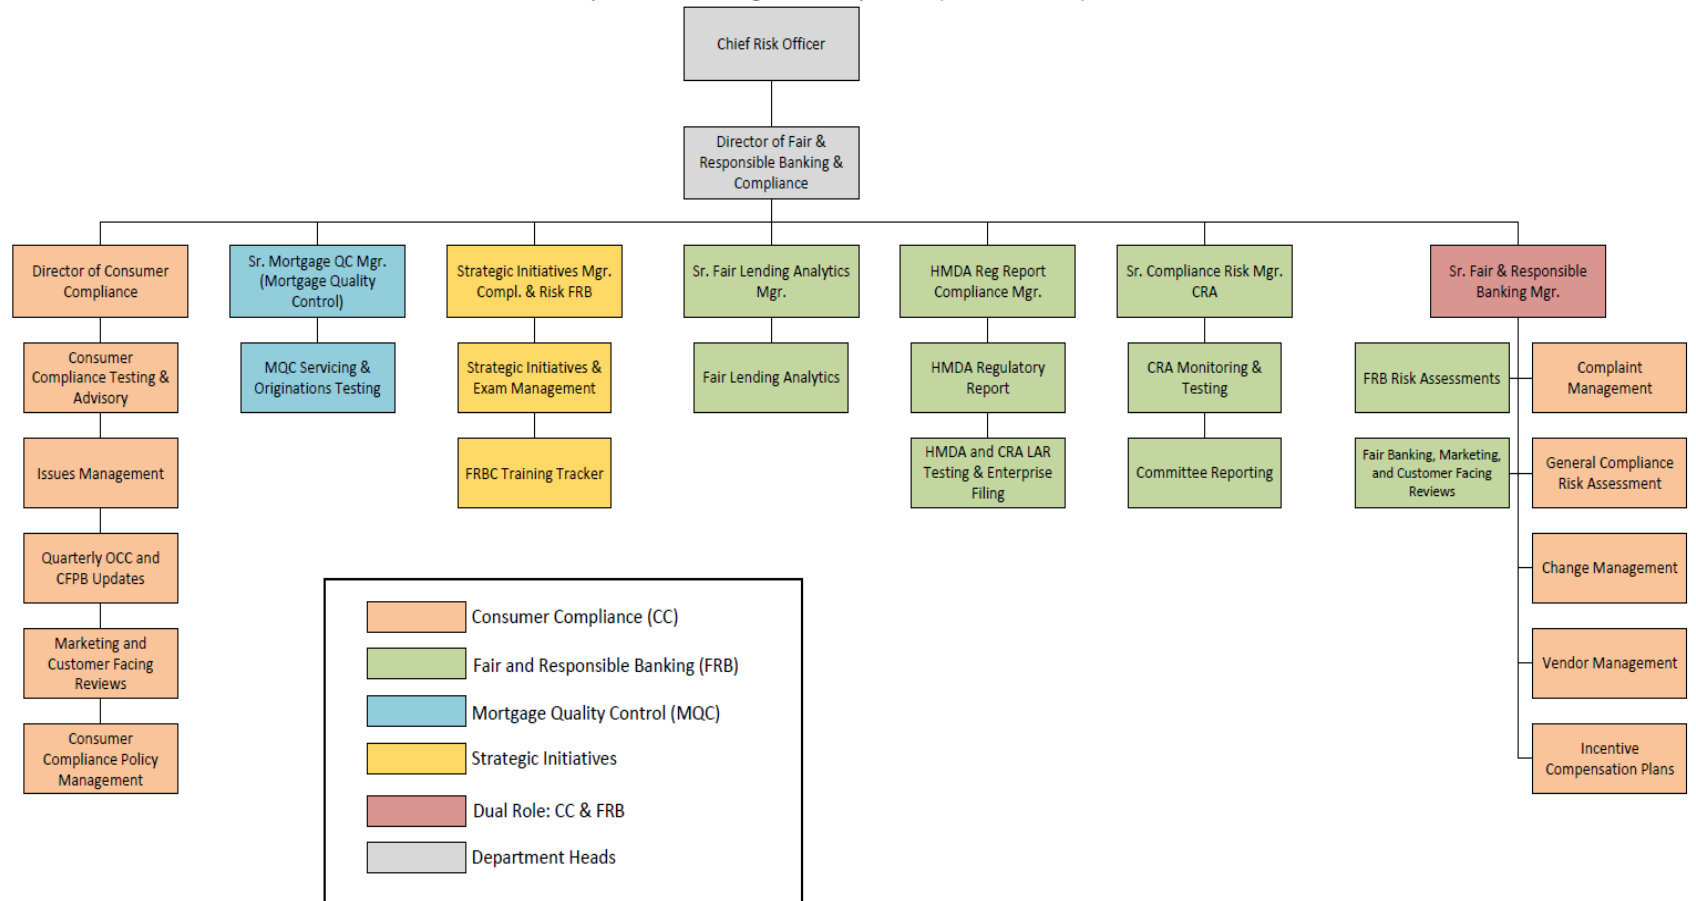 Chief Risk Officer
Director of Fair &
Responsible Banking &
Compliance
Director of Consumer
Compliance
Sr. Mortgage QC Mgr.
(Mortgage Quality
Control)
Strategic Initiatives Mgr.
Compl. & Risk FRB
Sr. Fair Lending Analytics
Mgr.
HMDA Reg Report
Compliance Mgr.
Sr. Compliance Risk Mgr.
CRA
Sr. Fair & Responsible
Banking Mgr.
Consumer
Compliance Testing &
Advisory
MQC Servicing &
Originations Testing
Strategic Initiatives &
Exam Management
Fair Lending Analytics
HMDA Regulatory
Report
CRA Monitoring &
Testing
FRB Risk Assessments
Complaint
Management
Issues Management
FRBC Training Tracker
HMDA and CRA LAR
Testing & Enterprise
Filing
Committee Reporting
Fair Banking, Marketing,
and Customer Facing
Reviews
General Compliance
Risk Assessment
Quarterly OCC and
CFPB Updates
Change Management
Marketing and
Customer Facing
Reviews
Vendor Management
Consumer
Compliance Policy
Management
Incentive
Compensation Plans
Consumer Compliance (CC)
Fair and Responsible Banking (FRB)
Mortgage Quality Control (MQC)
Strategic Initiatives
Dual Role: CC & FRB
Department Heads